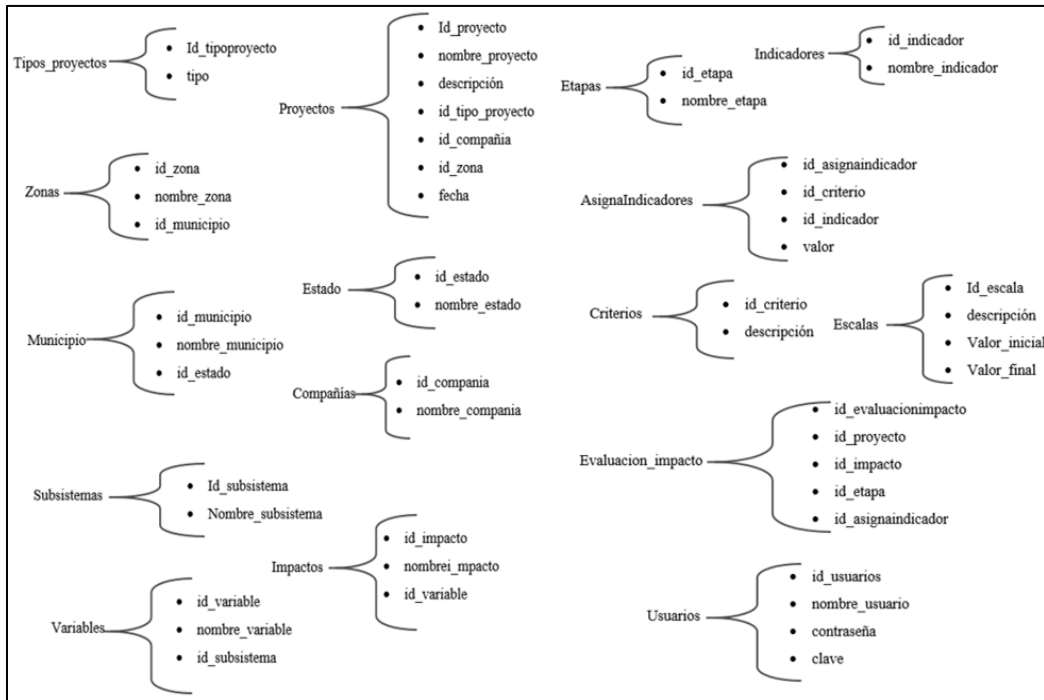 Tipos_proyectos
Id_tipoproyecto
tipo
Proyectos
Id_proyecto
nombre_proyecto
descripción
id_tipo_proyecto
id_compañia
id_zona
fecha
Etapas
id_etapa
nombre_etapa
Indicadores
id_indicador
nombre_indicador
Zonas
id_zona
nombre_zona
id_municipio
AsignaIndicadores
id_asignaindicador
id_criterio
id_indicador
valor
Estado
id_estado
nombre_estado
Municipio
id_municipio
nombre_municipio
id_estado
Compañías
id_compania
nombre_compania
Criterios
id_criterio
descripción
Escalas
Id_escala
descripción
Valor_inicial
Valor_final
Evaluacion_impacto
id_evaluacionimpacto
id_proyecto
id_impacto
id_etapa
id_asignaindicador
Subsistemas
Id_subsistema
Nombre_subsistema
Impactos
id_impacto
nombrei_mpacto
id_variable
Variables
id_variable
nombre_variable
id_subsistema
Usuarios
id_usuarios
nombre_usuario
contraseña
clave